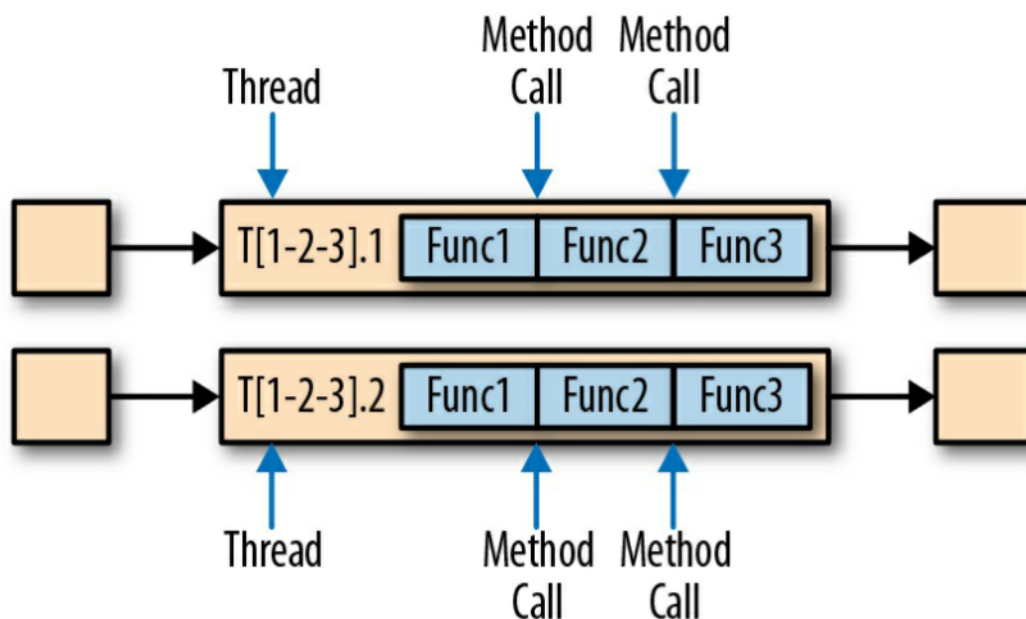 Method Method
Thread Call Call
T[1-2-3].1 Func1 Func2 Func3
T[1-2-3].2 Func1 Func2 Func3
Thread Method Method
Call Call